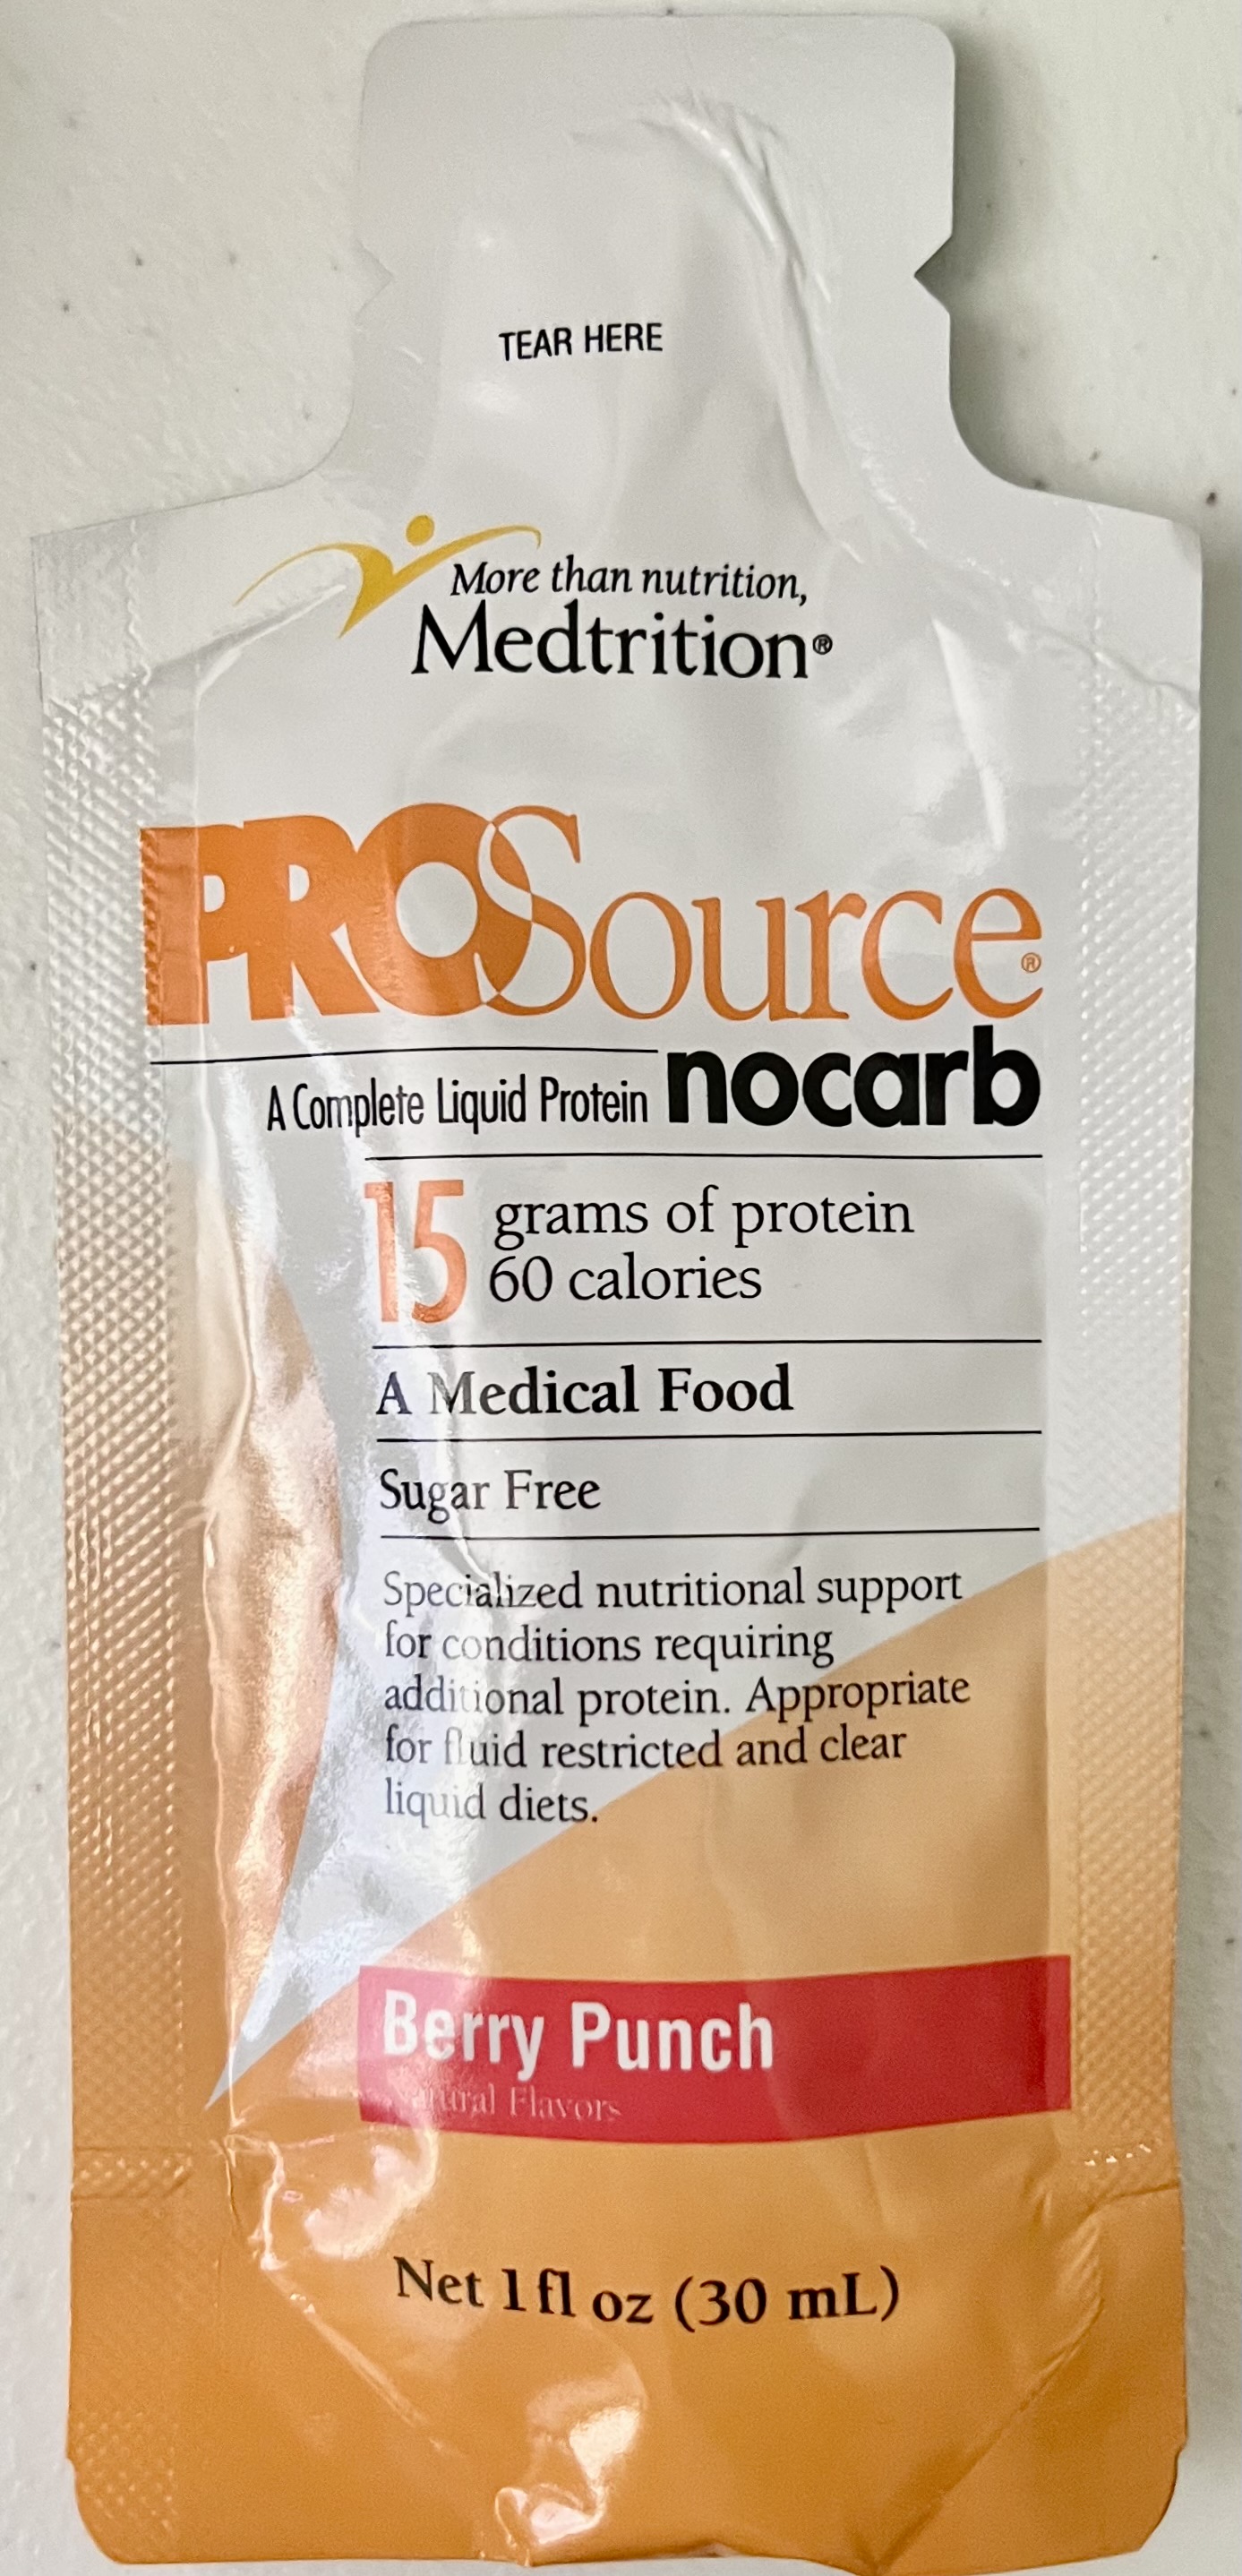 TEAR HERE
More than nutrition,
Medtrition®
PROSource®
nocarb
A Complete Liquid Protein
15 grams of protein
60 calories
A Medical Food
Sugar Free
Specialized nutritional support
for conditions requiring
additional protein. Appropriate
for fluid restricted and clear
liquid diets.
Berry Punch
Natural Flavors
Net 1 fl oz (30 mL)